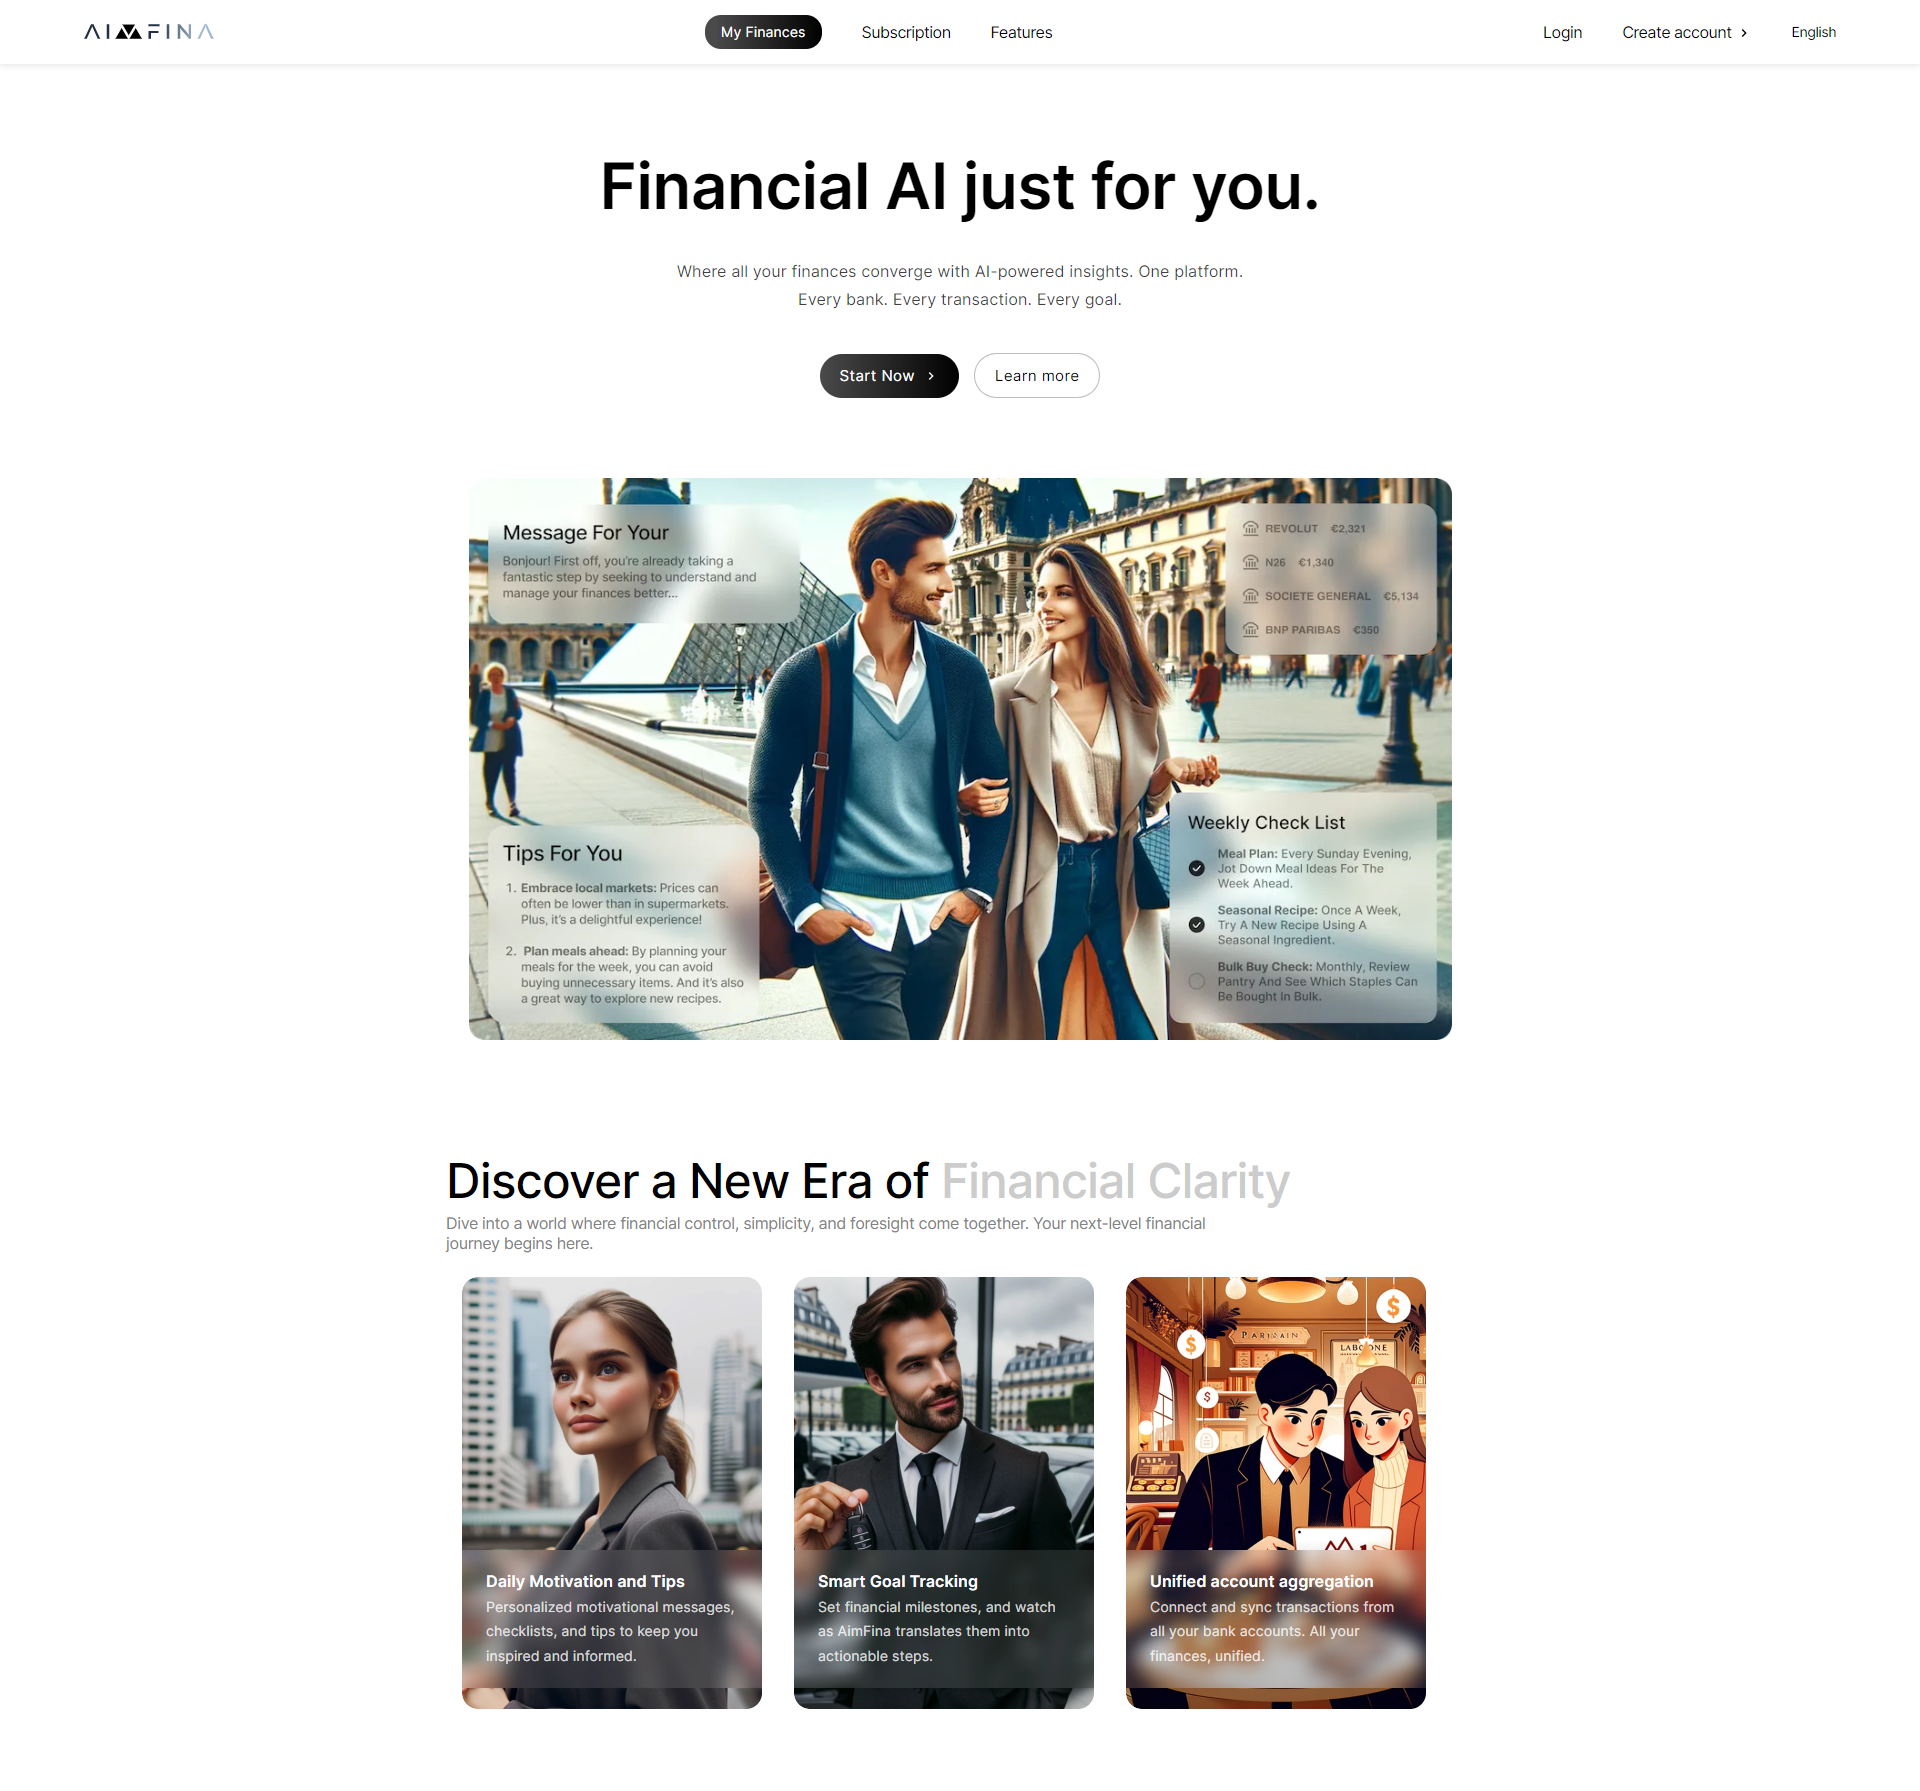 AIMFINA
My Finances
Subscription
Features
Login
Create account
English
Financial AI just for you.
Where all your finances converge with AI-powered insights. One platform.
Every bank. Every transaction. Every goal.
Start Now
Learn more
Message For Your
Bonjour! First off, you're already taking a
fantastic step by seeking to understand and
manage your finances better...
REVOLUT €2,321
N26 €1,340
SOCIETE GENERAL €5,134
BNP PARIBAS €350
Tips For You
1. Embrace local markets: Prices can
often be lower than in supermarkets.
Plus, it's a delightful experience!
2. Plan meals ahead: By planning your
meals for the week, you can avoid
buying unnecessary items. And it's also
a great way to explore new recipes.
Weekly Check List
Meal Plan: Every Sunday Evening,
Jot Down Meal Ideas For The
Week Ahead.
Seasonal Recipe: Once A Week,
Try A New Recipe Using A
Seasonal Ingredient.
Bulk Buy Check: Monthly, Review
Pantry And See Which Staples Can
Be Bought In Bulk.
Discover a New Era of Financial Clarity
Dive into a world where financial control, simplicity, and foresight come together. Your next-level financial
journey begins here.
Daily Motivation and Tips
Personalized motivational messages,
checklists, and tips to keep you
inspired and informed.
Smart Goal Tracking
Set financial milestones, and watch
as AimFina translates them into
actionable steps.
$
$
$
Unified account aggregation
Connect and sync transactions from
all your bank accounts. All your
finances, unified.